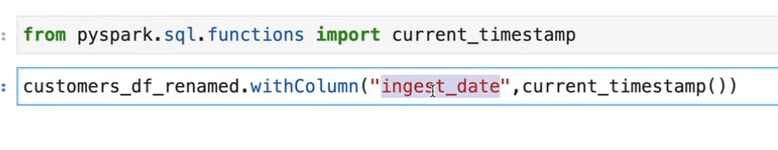 : from pyspark.sql.functions import current_timestamp
: customers_df_renamed.withColumn("ingest_date",current_timestamp())